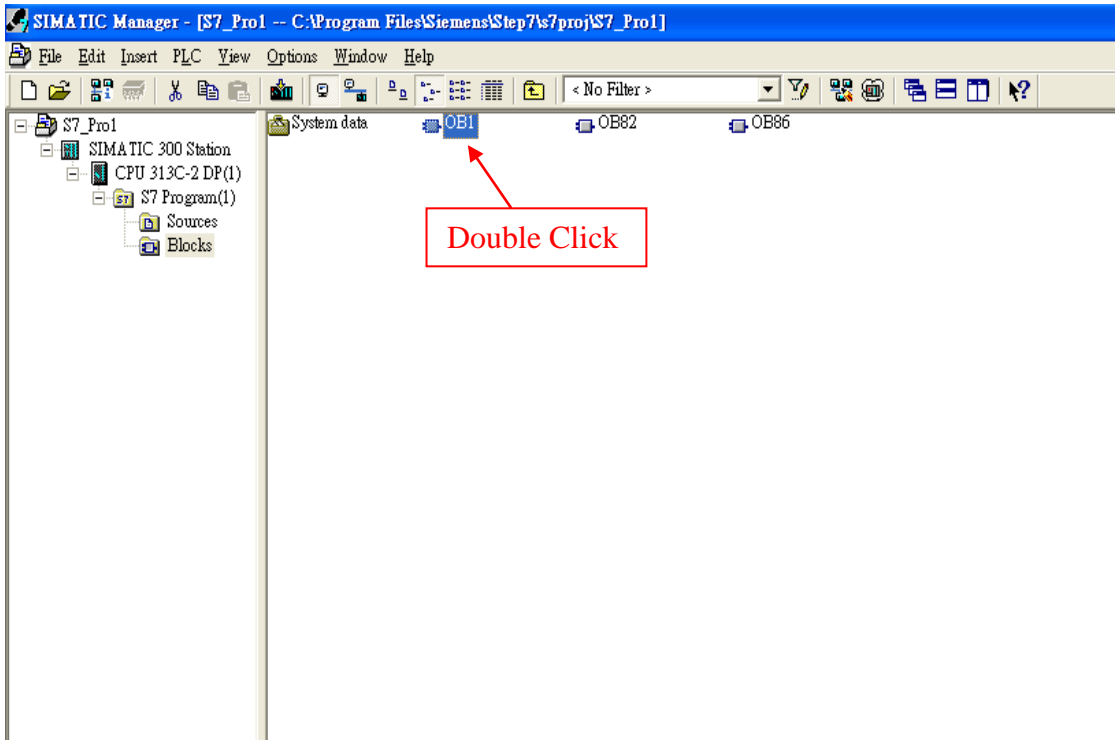 SIMATIC Manager - [S7_Pro1 -- C:\Program Files\Siemens\Step7\s7proj\S7_Pro1]
File Edit Insert PLC View Options Window Help
< No Filter >
S7_Pro1
SIMATIC 300 Station
CPU 313C-2 DP(1)
S7 Program(1)
Sources
Blocks
System data OB1 OB82 OB86
Double Click